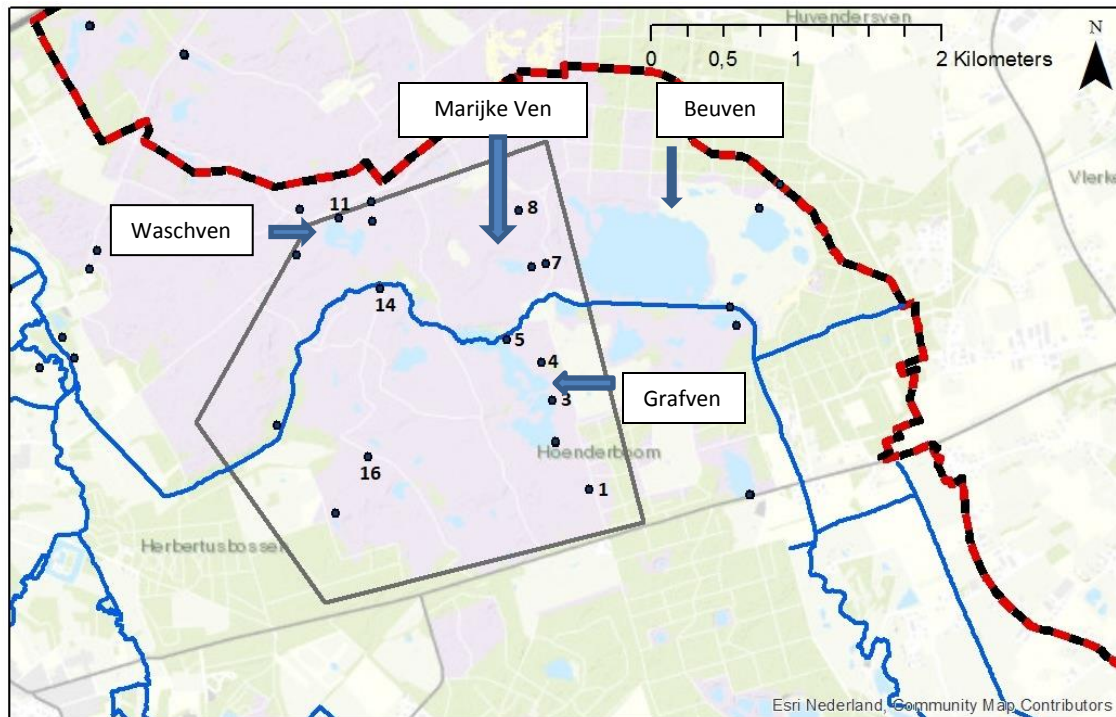 Huvendersven
N
0
0,5
1
2 Kilometers
Marijke Ven
Beuven
Vlerke
11
8
Waschven
7
14
5
4
Grafven
3
Hoenderboom
16
1
Herbertusbossen
Esri Nederland, Community Map Contributors